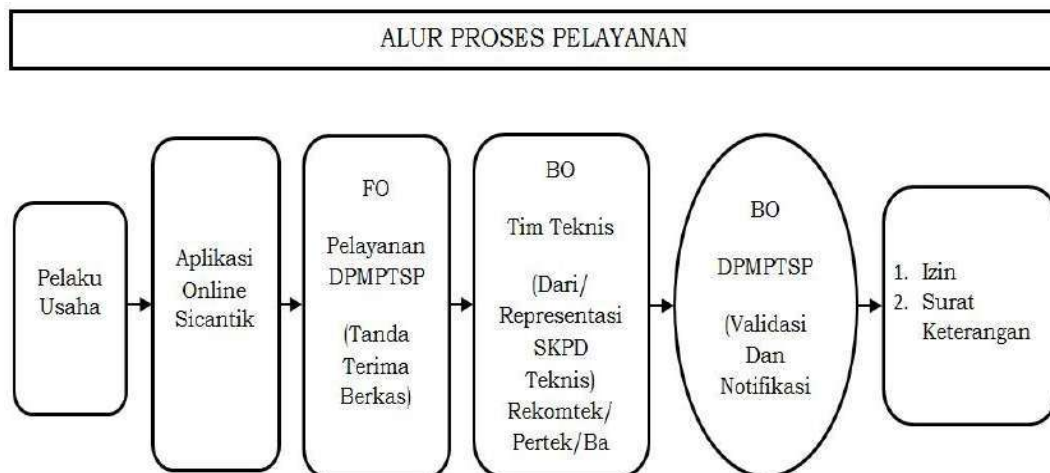 ALUR PROSES PELAYANAN
Pelaku
Usaha
Aplikasi
Online
Sicantik
FO
Pelayanan
DPMPTSP
(Tanda
Terima
Berkas)
BO
Tim Teknis
(Dari/
Representasi
SKPD
Teknis)
Rekomtek/
Pertek/Ba
BO
DPMPTSP
(Validasi
Dan
Notifikasi
1. Izin
2. Surat
Keterangan